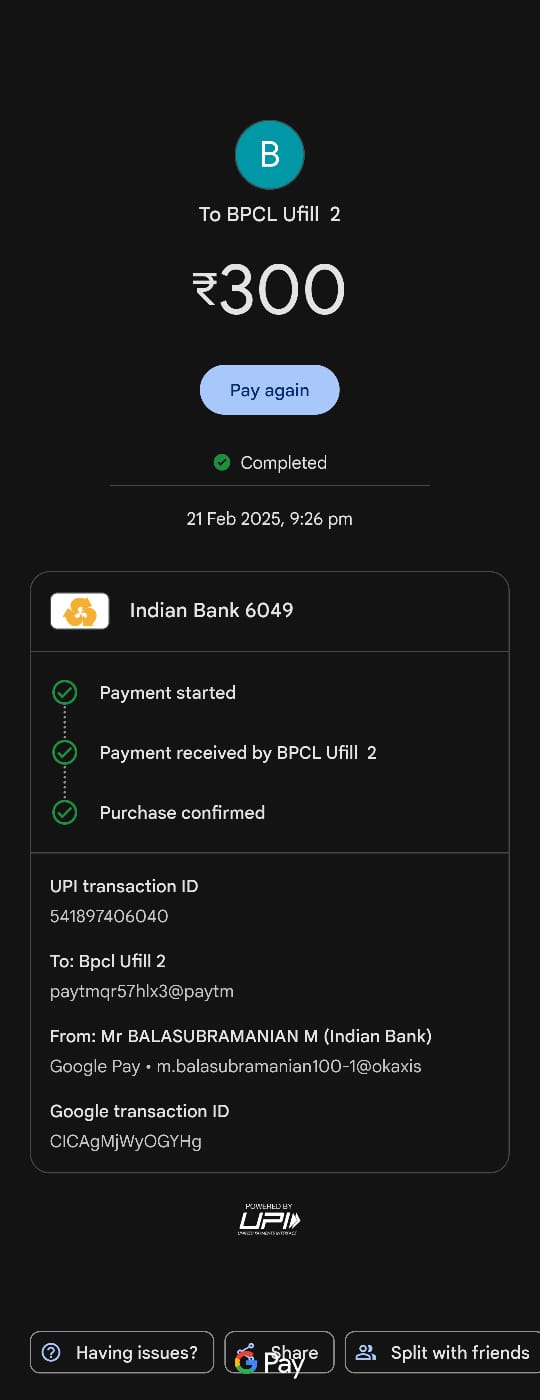 B
To BPCL Ufill 2
₹300
Pay again
Completed
21 Feb 2025, 9:26 pm
Indian Bank 6049
Payment started
Payment received by BPCL Ufill 2
Purchase confirmed
UPI transaction ID
541897406040
To: Bpcl Ufill 2
paytmqr57hlx3@paytm
From: Mr BALASUBRAMANIAN M (Indian Bank)
Google Pay • m.balasubramanian100-1@okaxis
Google transaction ID
CICAgMjWyOGYHg
POWERED BY
UPI
UNIFIED PAYMENTS INTERFACE
Having issues? Share Split with friends
G Pay